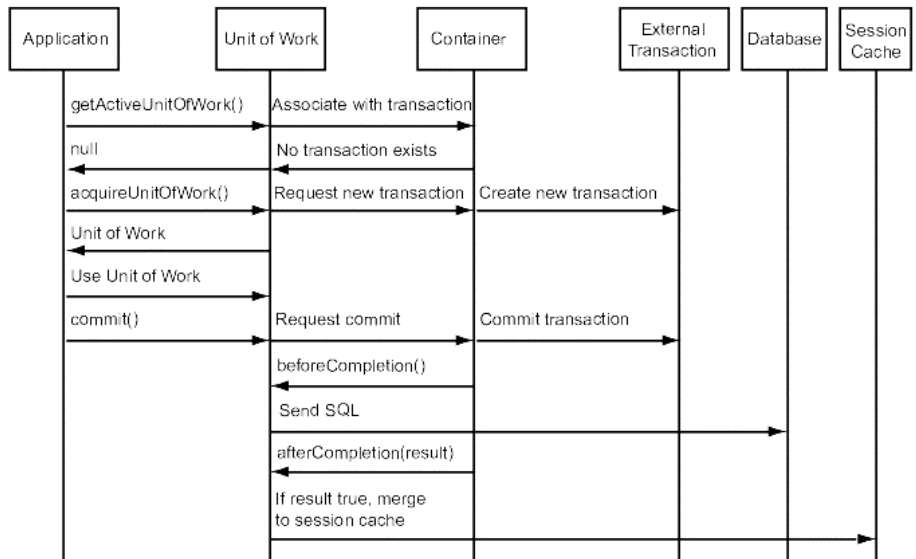 Application
Unit of Work
Container
External
Transaction
Database
Session
Cache
getActiveUnitOfWork()
Associate with transaction
null
No transaction exists
acquireUnitOfWork()
Request new transaction
Create new transaction
Unit of Work
Use Unit of Work
commit()
Request commit
Commit transaction
beforeCompletion()
Send SQL
afterCompletion(result)
If result true, merge
to session cache